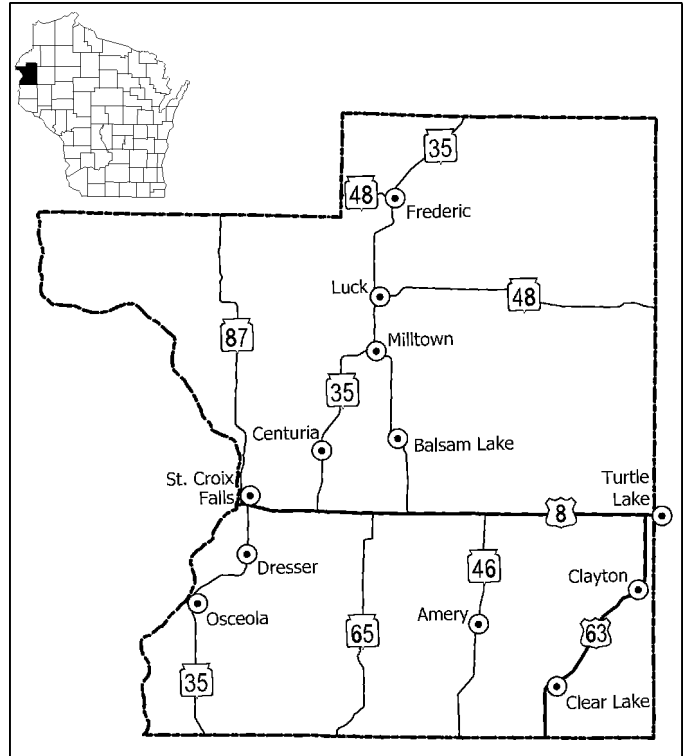 35
48
Frederic
Luck
48
87
Milltown
35
Centuria
Balsam Lake
St. Croix
Falls
Turtle
Lake
8
Dresser
46
Clayton
Osceola
65
Amery
63
35
Clear Lake